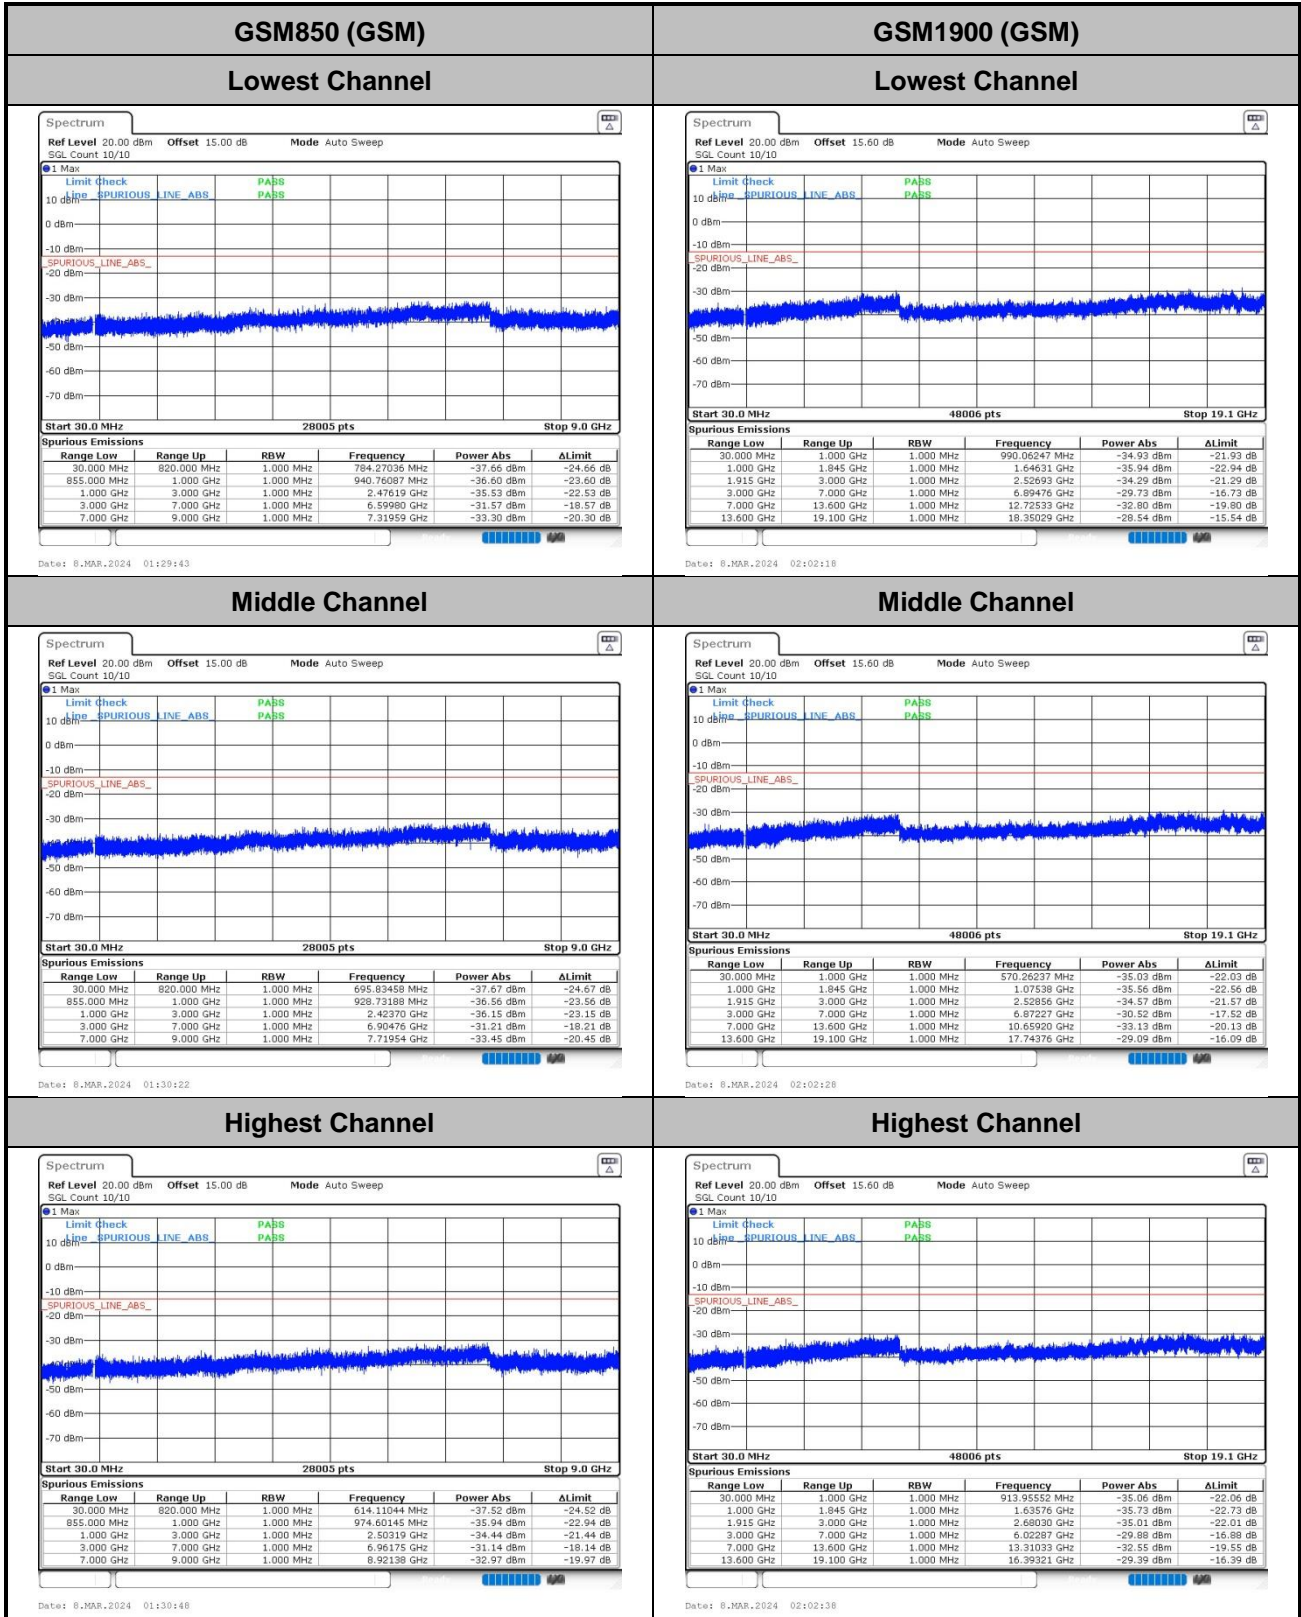 GSM850 (GSM) GSM1900 (GSM)
Lowest Channel Lowest Channel
Spectrum
Ref Level 20.00 dBm Offset 15.00 dB Mode Auto Sweep
SGL Count 10/10
1 Max
Limit Check PASS
10 dBm Line _SPURIOUS_LINE_ABS_ PASS
0 dBm
-10 dBm
_SPURIOUS_LINE_ABS_
-20 dBm
-30 dBm
-50 dBm
-60 dBm
-70 dBm
Start 30.0 MHz 28005 pts Stop 9.0 GHz
Spurious Emissions
Range Low Range Up RBW Frequency Power Abs ΔLimit
30.000 MHz 820.000 MHz 1.000 MHz 784.27036 MHz -37.66 dBm -24.66 dB
855.000 MHz 1.000 GHz 1.000 MHz 940.76087 MHz -36.60 dBm -23.60 dB
1.000 GHz 3.000 GHz 1.000 MHz 2.47619 GHz -35.53 dBm -22.53 dB
3.000 GHz 7.000 GHz 1.000 MHz 6.59980 GHz -31.57 dBm -18.57 dB
7.000 GHz 9.000 GHz 1.000 MHz 7.31959 GHz -33.30 dBm -20.30 dB
Date: 8.MAR.2024 01:29:43
Spectrum
Ref Level 20.00 dBm Offset 15.60 dB Mode Auto Sweep
SGL Count 10/10
1 Max
Limit Check PASS
10 dBm Line _SPURIOUS_LINE_ABS_ PASS
0 dBm
-10 dBm
_SPURIOUS_LINE_ABS_
-20 dBm
-30 dBm
-50 dBm
-60 dBm
-70 dBm
Start 30.0 MHz 48006 pts Stop 19.1 GHz
Spurious Emissions
Range Low Range Up RBW Frequency Power Abs ΔLimit
30.000 MHz 1.000 GHz 1.000 MHz 990.06247 MHz -34.93 dBm -21.93 dB
1.000 GHz 1.845 GHz 1.000 MHz 1.64631 GHz -35.94 dBm -22.94 dB
1.915 GHz 3.000 GHz 1.000 MHz 2.52693 GHz -34.29 dBm -21.29 dB
3.000 GHz 7.000 GHz 1.000 MHz 6.89476 GHz -29.73 dBm -16.73 dB
7.000 GHz 13.600 GHz 1.000 MHz 12.72533 GHz -32.80 dBm -19.80 dB
13.600 GHz 19.100 GHz 1.000 MHz 18.35029 GHz -28.54 dBm -15.54 dB
Date: 8.MAR.2024 02:02:18
Middle Channel Middle Channel
Spectrum
Ref Level 20.00 dBm Offset 15.00 dB Mode Auto Sweep
SGL Count 10/10
1 Max
Limit Check PASS
10 dBm Line _SPURIOUS_LINE_ABS_ PASS
0 dBm
-10 dBm
_SPURIOUS_LINE_ABS_
-20 dBm
-30 dBm
-50 dBm
-60 dBm
-70 dBm
Start 30.0 MHz 28005 pts Stop 9.0 GHz
Spurious Emissions
Range Low Range Up RBW Frequency Power Abs ΔLimit
30.000 MHz 820.000 MHz 1.000 MHz 695.83458 MHz -37.67 dBm -24.67 dB
855.000 MHz 1.000 GHz 1.000 MHz 928.73188 MHz -36.56 dBm -23.56 dB
1.000 GHz 3.000 GHz 1.000 MHz 2.42370 GHz -36.15 dBm -23.15 dB
3.000 GHz 7.000 GHz 1.000 MHz 6.90476 GHz -31.21 dBm -18.21 dB
7.000 GHz 9.000 GHz 1.000 MHz 7.71954 GHz -33.45 dBm -20.45 dB
Date: 8.MAR.2024 01:30:22
Spectrum
Ref Level 20.00 dBm Offset 15.60 dB Mode Auto Sweep
SGL Count 10/10
1 Max
Limit Check PASS
10 dBm Line _SPURIOUS_LINE_ABS_ PASS
0 dBm
-10 dBm
_SPURIOUS_LINE_ABS_
-20 dBm
-30 dBm
-50 dBm
-60 dBm
-70 dBm
Start 30.0 MHz 48006 pts Stop 19.1 GHz
Spurious Emissions
Range Low Range Up RBW Frequency Power Abs ΔLimit
30.000 MHz 1.000 GHz 1.000 MHz 570.26237 MHz -35.03 dBm -22.03 dB
1.000 GHz 1.845 GHz 1.000 MHz 1.07538 GHz -35.56 dBm -22.56 dB
1.915 GHz 3.000 GHz 1.000 MHz 2.52856 GHz -34.57 dBm -21.57 dB
3.000 GHz 7.000 GHz 1.000 MHz 6.87227 GHz -30.52 dBm -17.52 dB
7.000 GHz 13.600 GHz 1.000 MHz 10.65920 GHz -33.13 dBm -20.13 dB
13.600 GHz 19.100 GHz 1.000 MHz 17.74376 GHz -29.09 dBm -16.09 dB
Date: 8.MAR.2024 02:02:28
Highest Channel Highest Channel
Spectrum
Ref Level 20.00 dBm Offset 15.00 dB Mode Auto Sweep
SGL Count 10/10
1 Max
Limit Check PASS
10 dBm Line _SPURIOUS_LINE_ABS_ PASS
0 dBm
-10 dBm
_SPURIOUS_LINE_ABS_
-20 dBm
-30 dBm
-50 dBm
-60 dBm
-70 dBm
Start 30.0 MHz 28005 pts Stop 9.0 GHz
Spurious Emissions
Range Low Range Up RBW Frequency Power Abs ΔLimit
30.000 MHz 820.000 MHz 1.000 MHz 614.11044 MHz -37.52 dBm -24.52 dB
855.000 MHz 1.000 GHz 1.000 MHz 974.60145 MHz -35.94 dBm -22.94 dB
1.000 GHz 3.000 GHz 1.000 MHz 2.50319 GHz -34.44 dBm -21.44 dB
3.000 GHz 7.000 GHz 1.000 MHz 6.96175 GHz -31.14 dBm -18.14 dB
7.000 GHz 9.000 GHz 1.000 MHz 8.92138 GHz -32.97 dBm -19.97 dB
Date: 8.MAR.2024 01:30:48
Spectrum
Ref Level 20.00 dBm Offset 15.60 dB Mode Auto Sweep
SGL Count 10/10
1 Max
Limit Check PASS
10 dBm Line _SPURIOUS_LINE_ABS_ PASS
0 dBm
-10 dBm
_SPURIOUS_LINE_ABS_
-20 dBm
-30 dBm
-50 dBm
-60 dBm
-70 dBm
Start 30.0 MHz 48006 pts Stop 19.1 GHz
Spurious Emissions
Range Low Range Up RBW Frequency Power Abs ΔLimit
30.000 MHz 1.000 GHz 1.000 MHz 913.95552 MHz -35.06 dBm -22.06 dB
1.000 GHz 1.845 GHz 1.000 MHz 1.63576 GHz -35.73 dBm -22.73 dB
1.915 GHz 3.000 GHz 1.000 MHz 2.68030 GHz -35.01 dBm -22.01 dB
3.000 GHz 7.000 GHz 1.000 MHz 6.02287 GHz -29.88 dBm -16.88 dB
7.000 GHz 13.600 GHz 1.000 MHz 13.31033 GHz -32.55 dBm -19.55 dB
13.600 GHz 19.100 GHz 1.000 MHz 16.39321 GHz -29.39 dBm -16.39 dB
Date: 8.MAR.2024 02:02:38